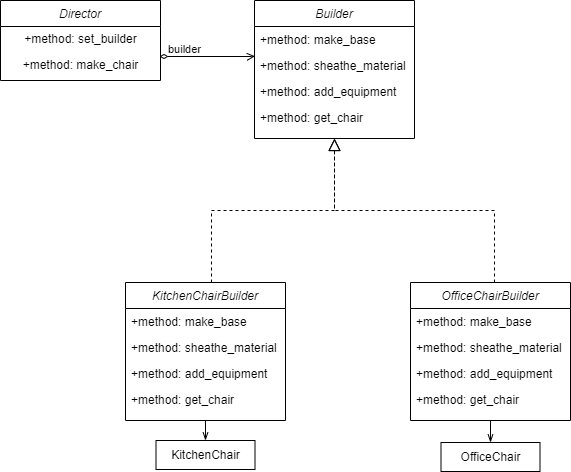 Director
+method: set_builder
+method: make_chair
builder
Builder
+method: make_base
+method: sheathe_material
+method: add_equipment
+method: get_chair
KitchenChairBuilder
+method: make_base
+method: sheathe_material
+method: add_equipment
+method: get_chair
KitchenChair
OfficeChairBuilder
+method: make_base
+method: sheathe_material
+method: add_equipment
+method: get_chair
OfficeChair